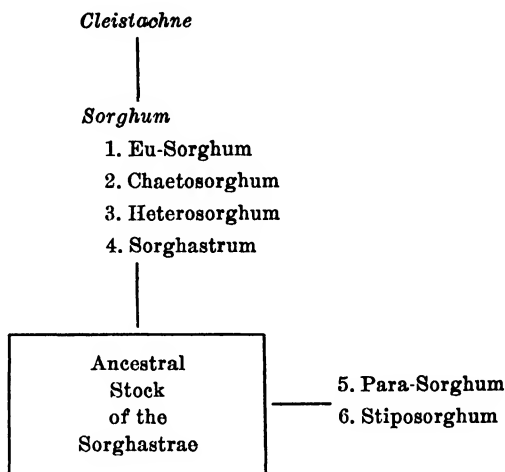 Cleistachne
Sorghum
1. Eu-Sorghum
2. Chaetosorghum
3. Heterosorghum
4. Sorghastrum
Ancestral
Stock
of the
Sorghastrae
5. Para-Sorghum
6. Stiposorghum